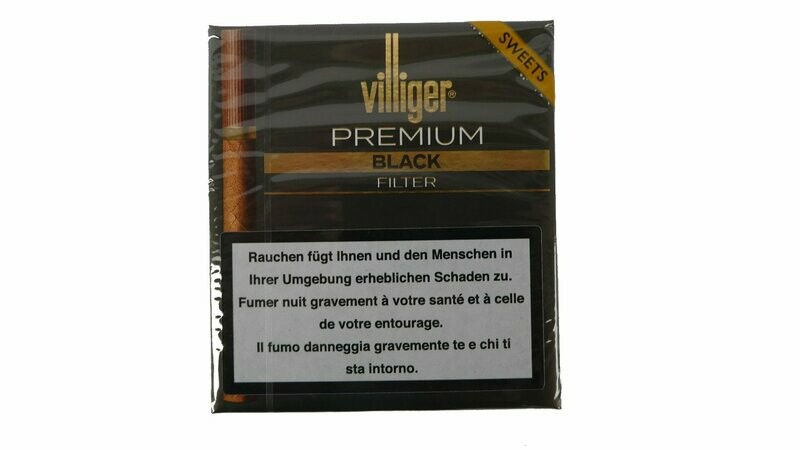 SWEETS
villiger®
PREMIUM
BLACK
FILTER
Rauchen fügt Ihnen und den Menschen in
Ihrer Umgebung erheblichen Schaden zu.
Fumer nuit gravement à votre santé et à celle
de votre entourage.
Il fumo danneggia gravemente te e chi ti
sta intorno.